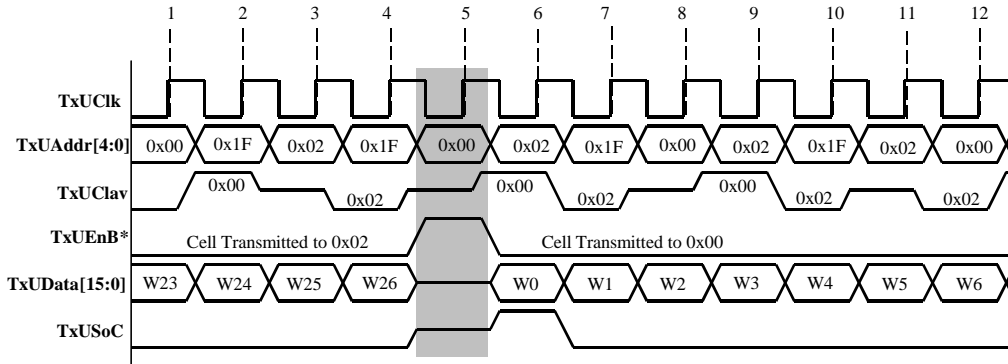 1 2 3 4 5 6 7 8 9 10 11 12
TxUClk
TxUAddr[4:0] 0x00 0x1F 0x02 0x1F 0x00 0x02 0x1F 0x00 0x02 0x1F 0x02 0x00
TxUClav 0x00 0x02 0x00 0x02 0x00 0x02 0x02
TxUEnB* Cell Transmitted to 0x02 Cell Transmitted to 0x00
TxUData[15:0] W23 W24 W25 W26 W0 W1 W2 W3 W4 W5 W6
TxUSoC